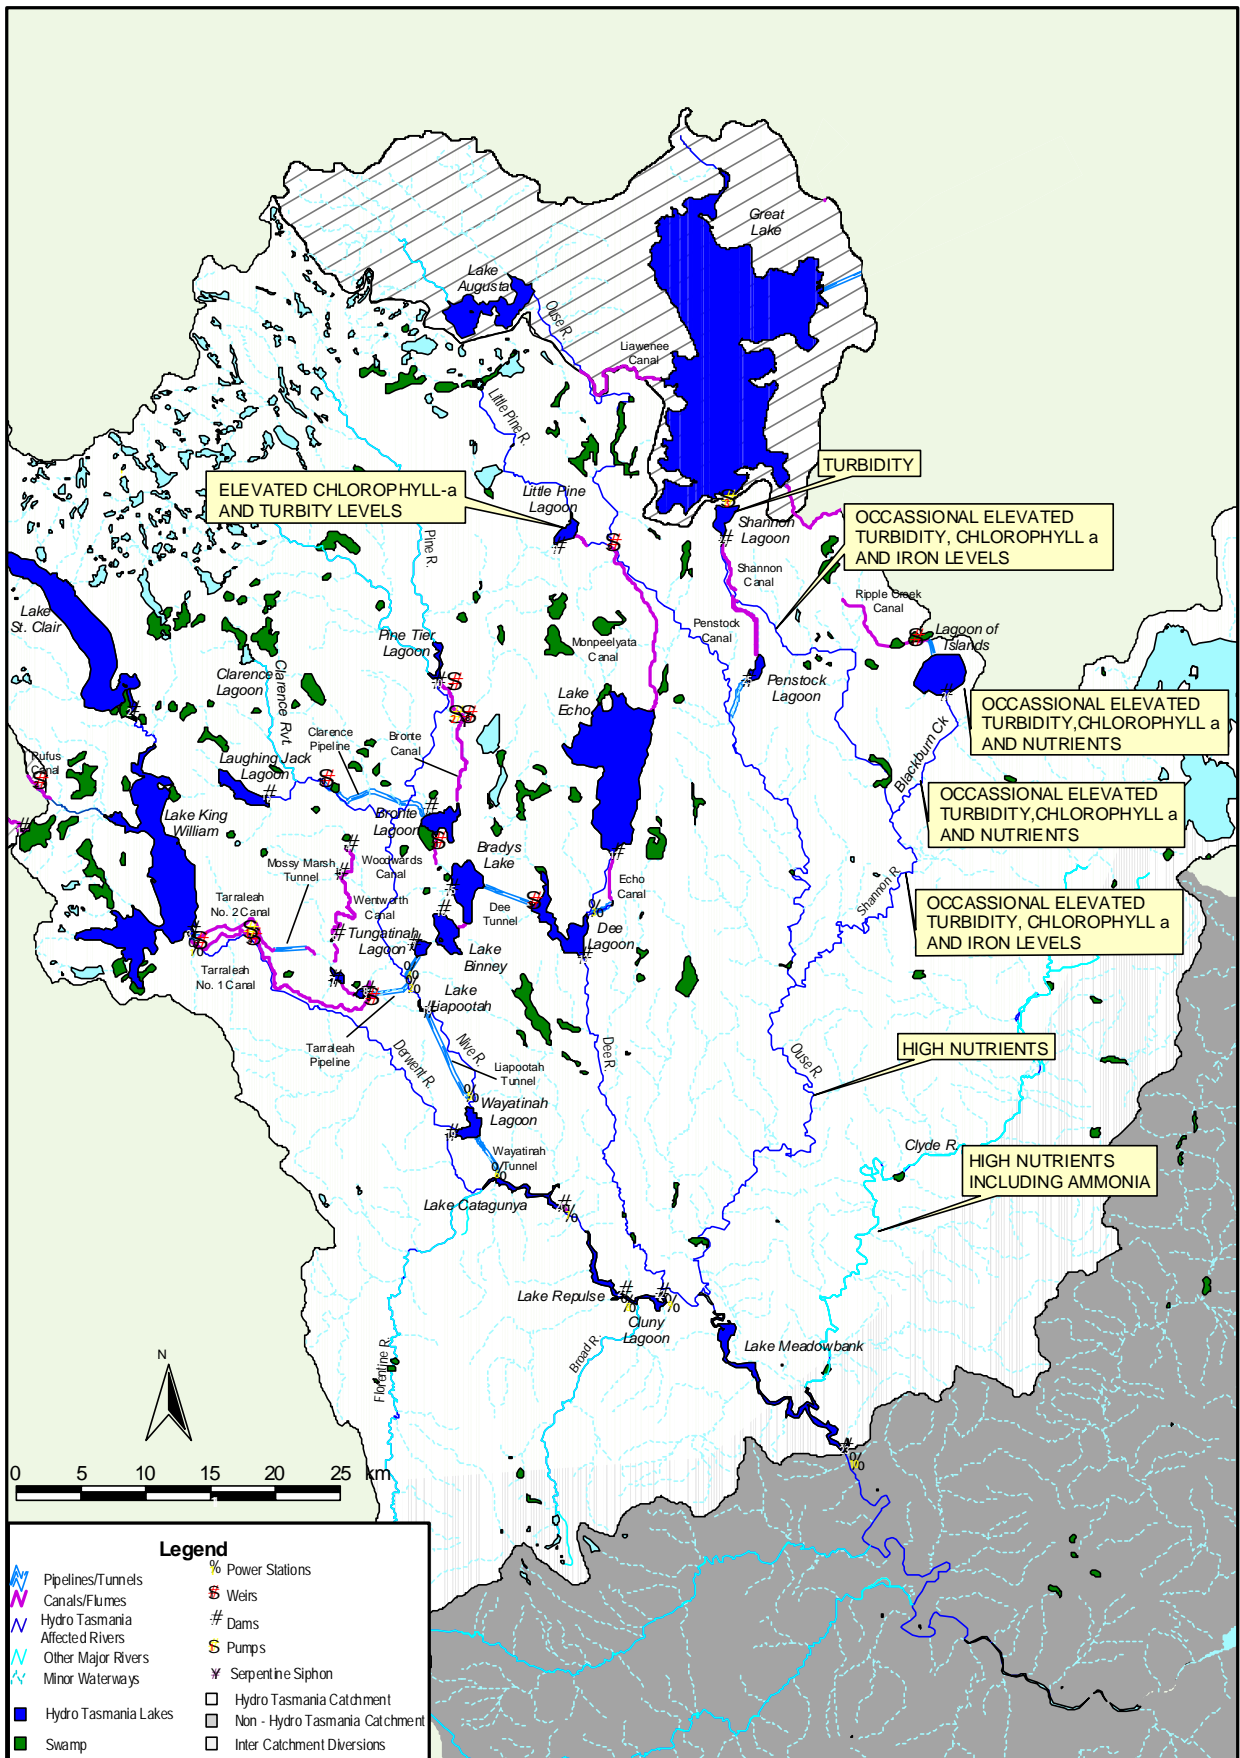 Great
Lake
Lake
Augusta
Ouse R.
Liawenee
Canal
Little Pine R.
TURBIDITY
ELEVATED CHLOROPHYLL-a
AND TURBITY LEVELS
Little Pine
Lagoon
Shannon
Lagoon
OCCASSIONAL ELEVATED
TURBIDITY, CHLOROPHYLL a
AND IRON LEVELS
Pine R.
Shannon
Canal
Ripple Creek
Canal
Lake
St. Clair
Pine Tier
Lagoon
Monpeelyata
Canal
Penstock
Canal
Lagoon of
Islands
Clarence
Lagoon
Clarence Rvt.
Lake
Echo
Penstock
Lagoon
OCCASSIONAL ELEVATED
TURBIDITY,CHLOROPHYLL a
AND NUTRIENTS
Clarence
Pipeline
Bronte
Canal
Rufus
Canal
Laughing Jack
Lagoon
Blackburn Ck
Lake King
William
Bronte
Lagoon
OCCASSIONAL ELEVATED
TURBIDITY,CHLOROPHYLL a
AND NUTRIENTS
Mossy Marsh
Tunnel
Woodwards
Canal
Bradys
Lake
Tarraleah
No. 2 Canal
Wentworth
Canal
Dee
Tunnel
Echo
Canal
Shannon R.
OCCASSIONAL ELEVATED
TURBIDITY, CHLOROPHYLL a
AND IRON LEVELS
Tungatinah
Lagoon
Dee
Lagoon
Lake
Binney
Tarraleah
No. 1 Canal
Lake
Liapootah
Tarraleah
Pipeline
Derwent R.
Nive R.
Liapootah
Tunnel
Dee R.
Ouse R.
HIGH NUTRIENTS
Wayatinah
Lagoon
Wayatinah
Tunnel
Clyde R.
HIGH NUTRIENTS
INCLUDING AMMONIA
Lake Catagunya
Lake Repulse
Cluny
Lagoon
Broad R.
Lake Meadowbank
Florentine R.
N
0 5 10 15 20 25 km
Legend
Pipelines/Tunnels
Canals/Flumes
Hydro Tasmania
Affected Rivers
Other Major Rivers
Minor Waterways
Hydro Tasmania Lakes
Swamp
% Power Stations
S Weirs
# Dams
S Pumps
¥ Serpentine Siphon
Hydro Tasmania Catchment
Non - Hydro Tasmania Catchment
Inter Catchment Diversions